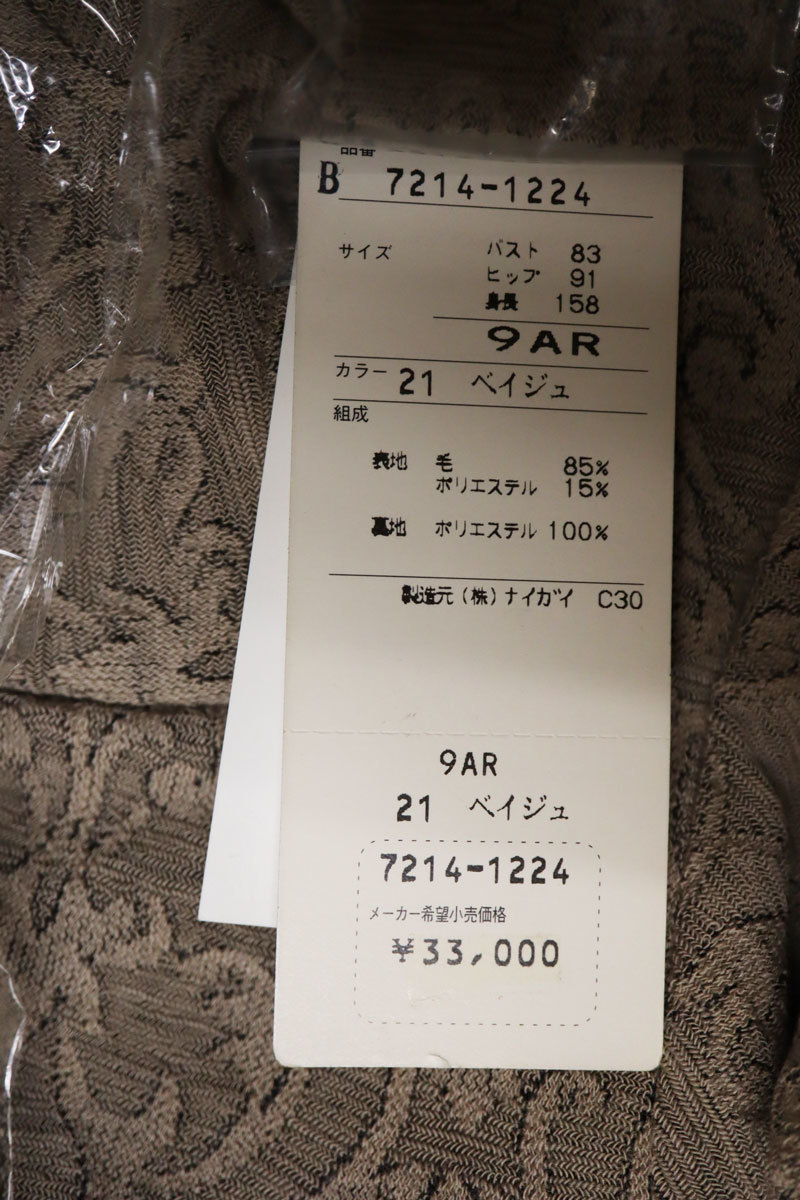 品番
B 7214-1224
サイズ バスト 83
ヒップ 91
身長 158
9AR
カラー 21 ベイジュ
組成
表地 毛 85%
ポリエステル 15%
裏地 ポリエステル 100%
製造元(株)ナイガイ C30
9AR
21 ベイジュ
7214-1224
メーカー希望小売価格
¥33,000